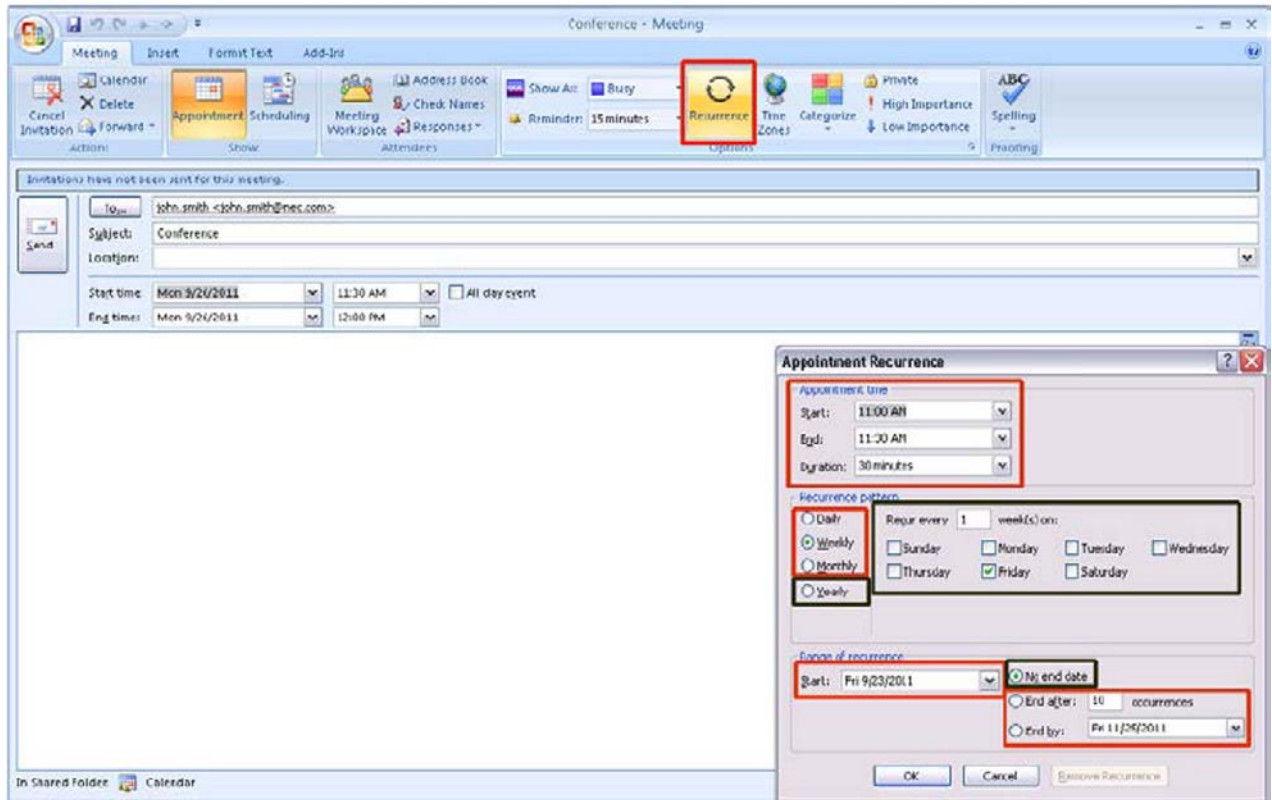 Conference - Meeting
Meeting Insert Format Text Add-Ins
Calendar
Delete
Cancel Invitation
Forward
Actions
Appointment Scheduling
Show
Meeting Workspace
Address Book
Check Names
Responses
Attendees
Show As: Busy
Reminder: 15 minutes
Recurrence
Time Zones
Categorize
Private
High Importance
Low Importance
Options
ABC
Spelling
Proofing
Invitations have not been sent for this meeting.
Send
To... john.smith <john.smith@nec.com>
Subject: Conference
Location:
Start time: Mon 9/26/2011 11:30 AM All day event
End time: Mon 9/26/2011 12:00 PM
Appointment Recurrence
Appointment time
Start: 11:00 AM
End: 11:30 AM
Duration: 30 minutes
Recurrence pattern
Daily Recur every 1 week(s) on:
Weekly Sunday Monday Tuesday Wednesday
Monthly Thursday Friday Saturday
Yearly
Range of recurrence
Start: Fri 9/23/2011 No end date
End after: 10 occurrences
End by: Fri 11/25/2011
OK Cancel Remove Recurrence
In Shared Folder Calendar